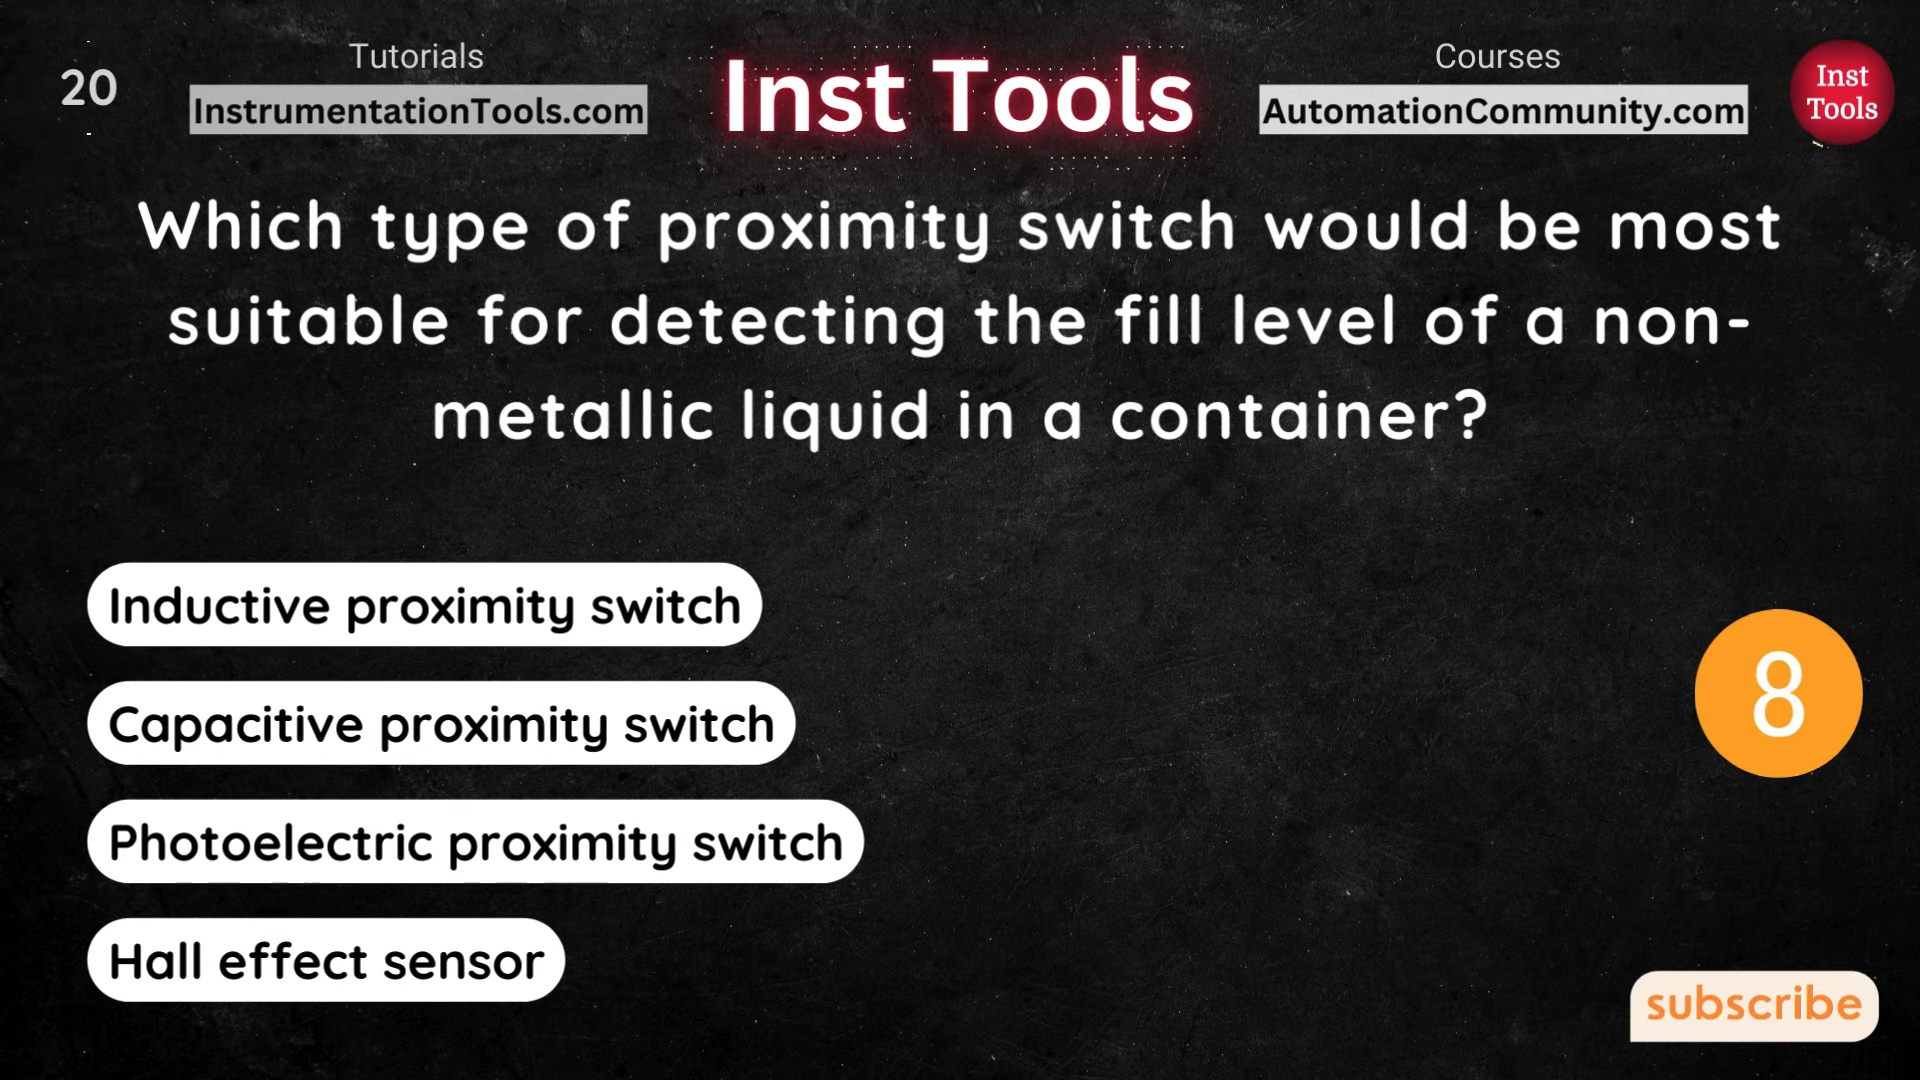 20
Tutorials
InstrumentationTools.com
Inst Tools
Courses
AutomationCommunity.com
Inst
Tools
Which type of proximity switch would be most
suitable for detecting the fill level of a non-
metallic liquid in a container?
Inductive proximity switch
Capacitive proximity switch
Photoelectric proximity switch
Hall effect sensor
8
subscribe